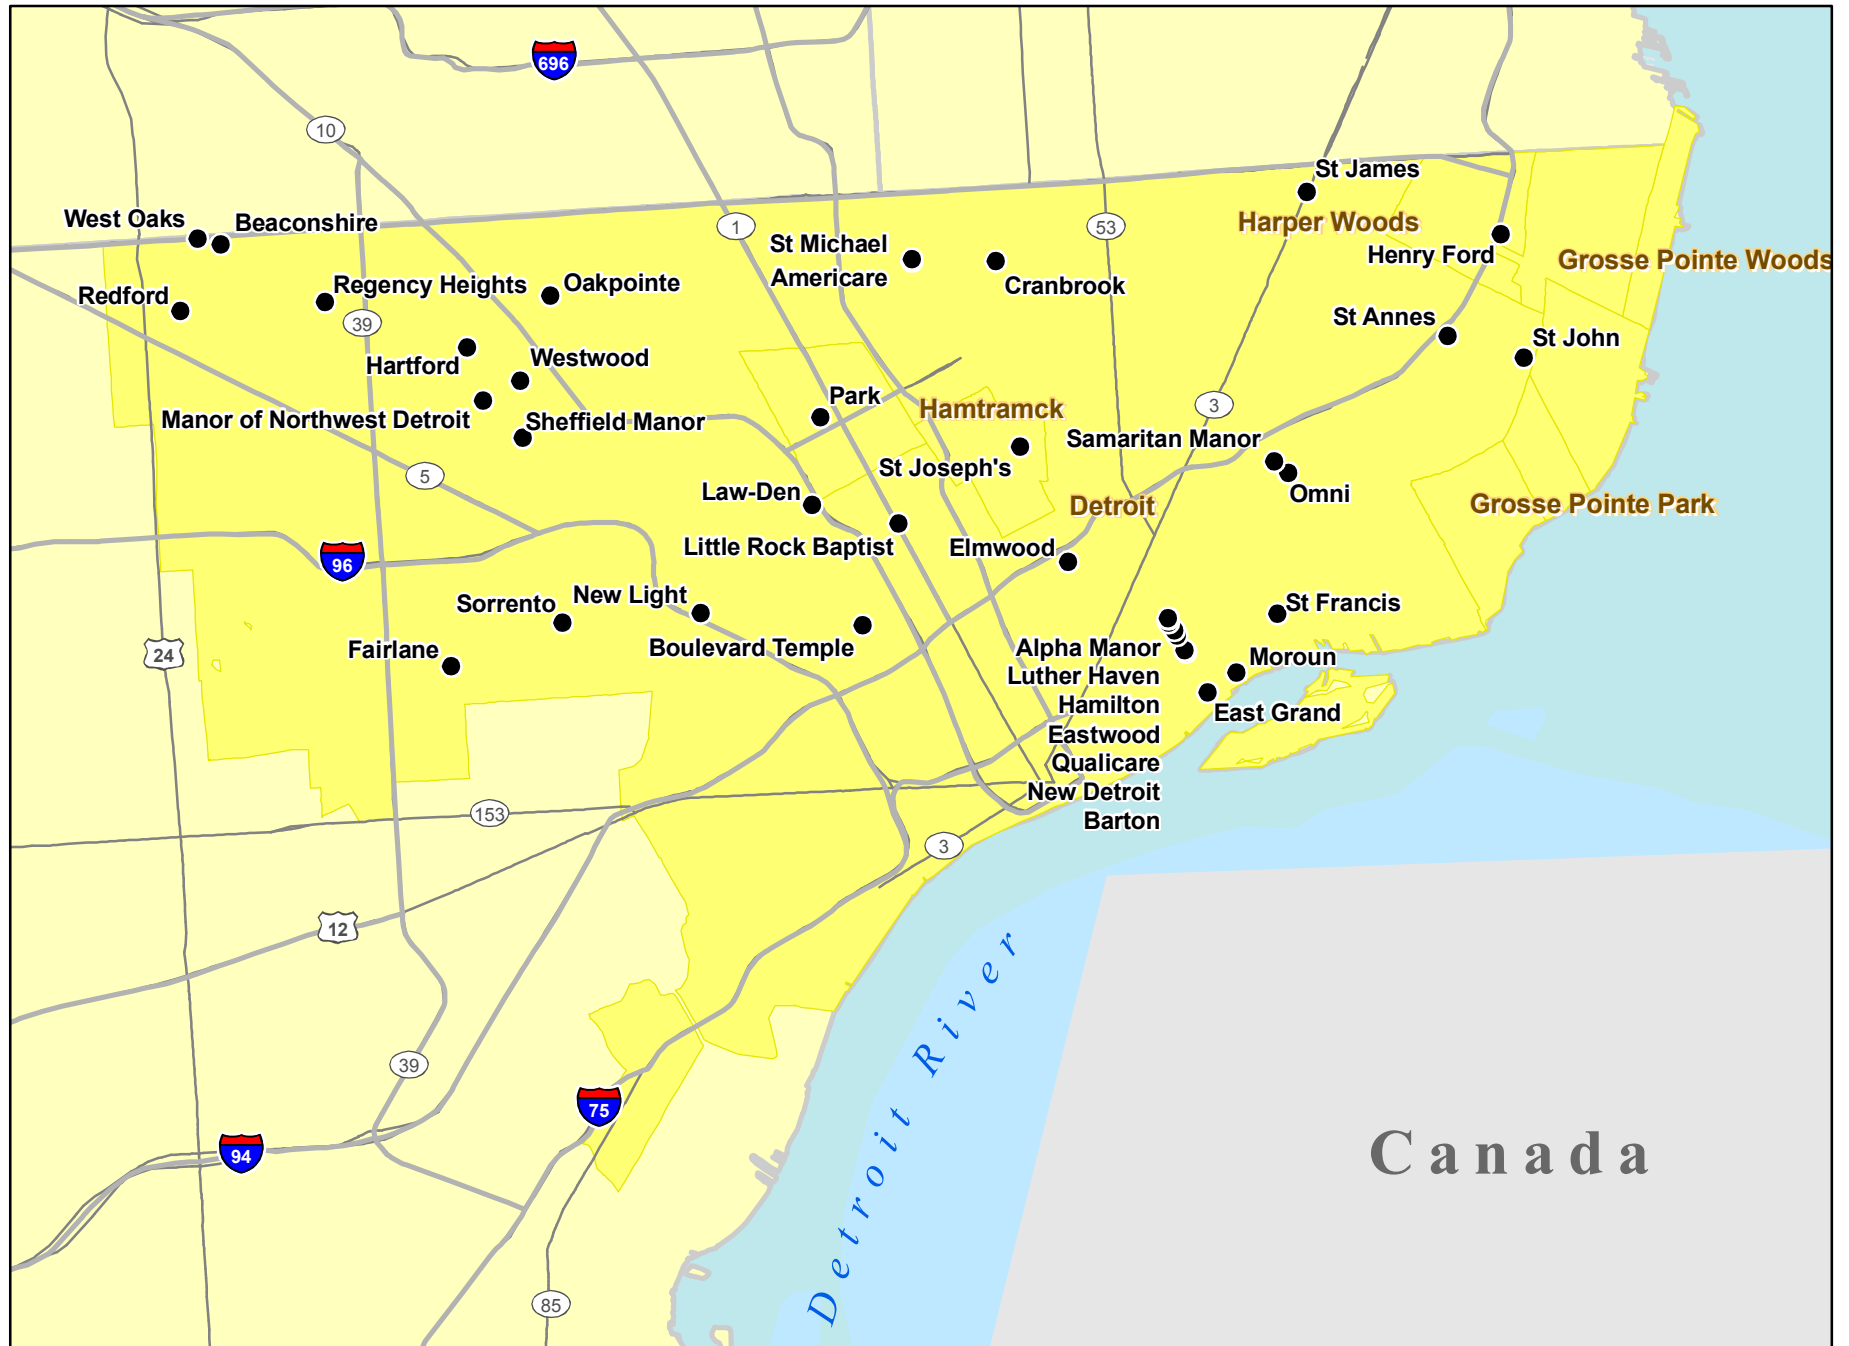 696
10
St James
West Oaks
Beaconshire
1
53
Harper Woods
St Michael
Americare
Henry Ford
Grosse Pointe Woods
Cranbrook
Redford
Regency Heights
Oakpointe
39
St Annes
St John
Hartford
Westwood
Park
Hamtramck
3
Manor of Northwest Detroit
Sheffield Manor
Samaritan Manor
St Joseph's
5
Law-Den
Omni
Detroit
Grosse Pointe Park
Little Rock Baptist
Elmwood
96
Sorrento
New Light
St Francis
24
Fairlane
Boulevard Temple
Alpha Manor
Luther Haven
Hamilton
Eastwood
Qualicare
New Detroit
Barton
Moroun
East Grand
153
3
12
39
75
94
Detroit River
Canada
85